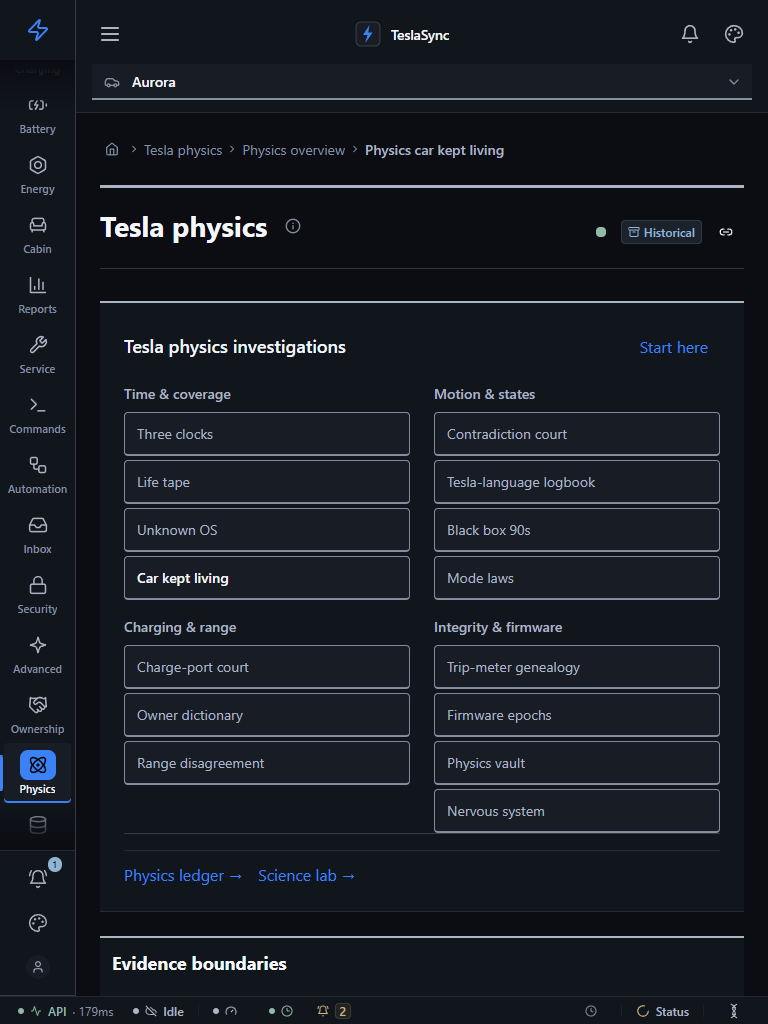 TeslaSync
Aurora
Charging
Battery
Energy
Cabin
Reports
Service
Commands
Automation
Inbox
Security
Advanced
Ownership
Physics
1
Tesla physics > Physics overview > Physics car kept living
Tesla physics
Historical
Tesla physics investigations
Start here
Time & coverage
Three clocks
Life tape
Unknown OS
Car kept living
Motion & states
Contradiction court
Tesla-language logbook
Black box 90s
Mode laws
Charging & range
Charge-port court
Owner dictionary
Range disagreement
Integrity & firmware
Trip-meter genealogy
Firmware epochs
Physics vault
Nervous system
Physics ledger →
Science lab →
Evidence boundaries
API · 179ms
Idle
2
Status